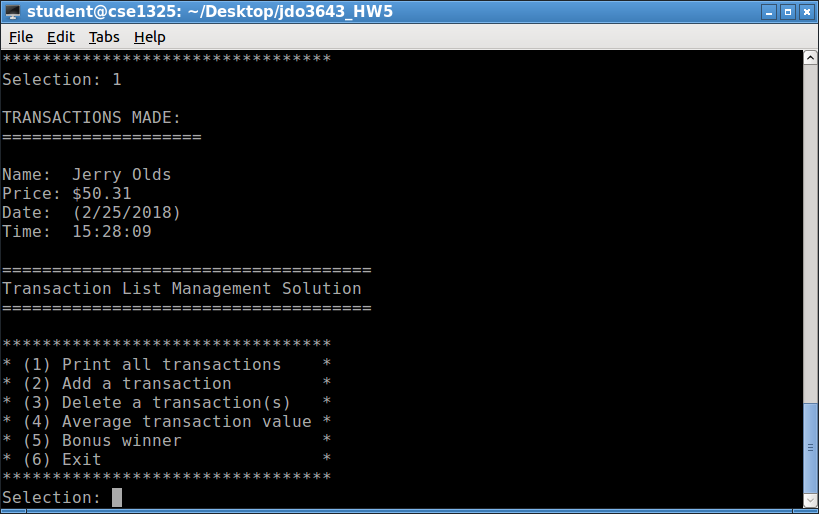 student@cse1325: ~/Desktop/jdo3643_HW5
File Edit Tabs Help
*********************************
Selection: 1
TRANSACTIONS MADE:
====================
Name:  Jerry Olds
Price: $50.31
Date:  (2/25/2018)
Time:  15:28:09
=====================================
Transaction List Management Solution
=====================================
*********************************
* (1) Print all transactions    *
* (2) Add a transaction         *
* (3) Delete a transaction(s)   *
* (4) Average transaction value *
* (5) Bonus winner              *
* (6) Exit                      *
*********************************
Selection: